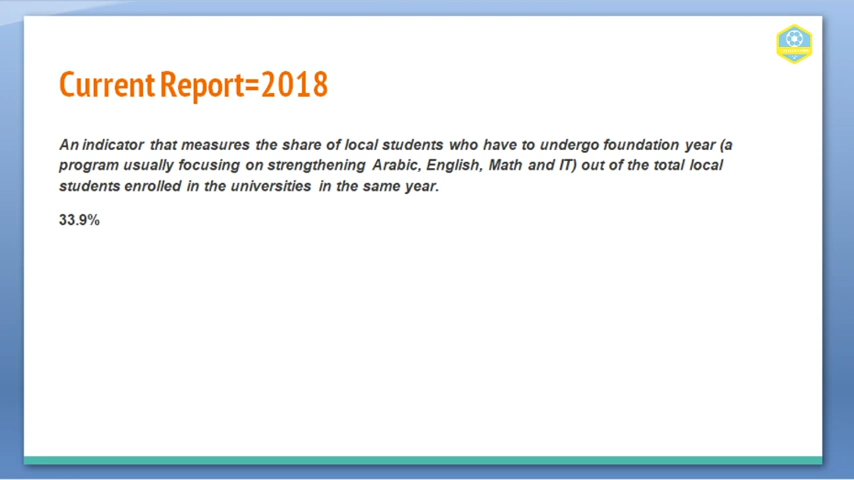 Current Report=2018
An indicator that measures the share of local students who have to undergo foundation year (a
program usually focusing on strengthening Arabic, English, Math and IT) out of the total local
students enrolled in the universities in the same year.
33.9%